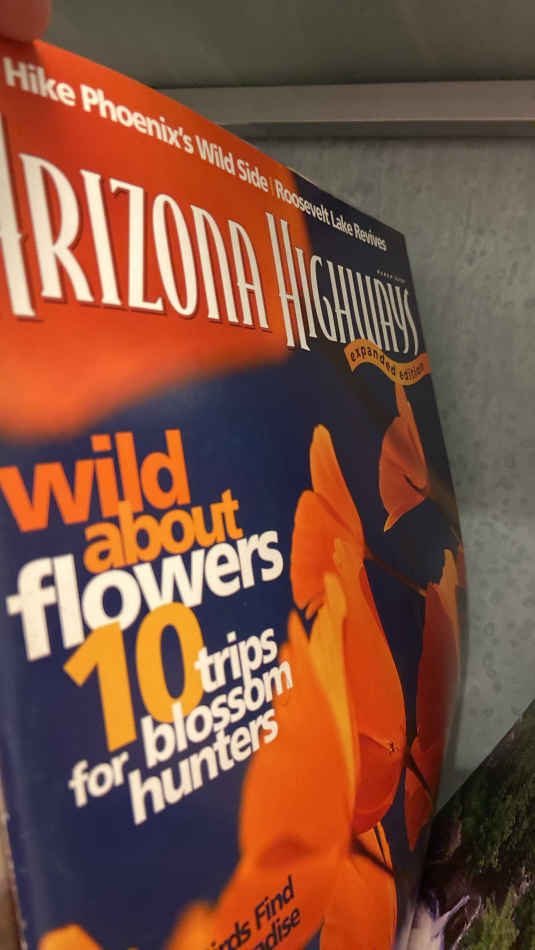 Hike Phoenix's Wild Side | Roosevelt Lake Revives
ARIZONA HIGHWAYS
expanded edition
wild
about
flowers
10 trips
for blossom
hunters
Find